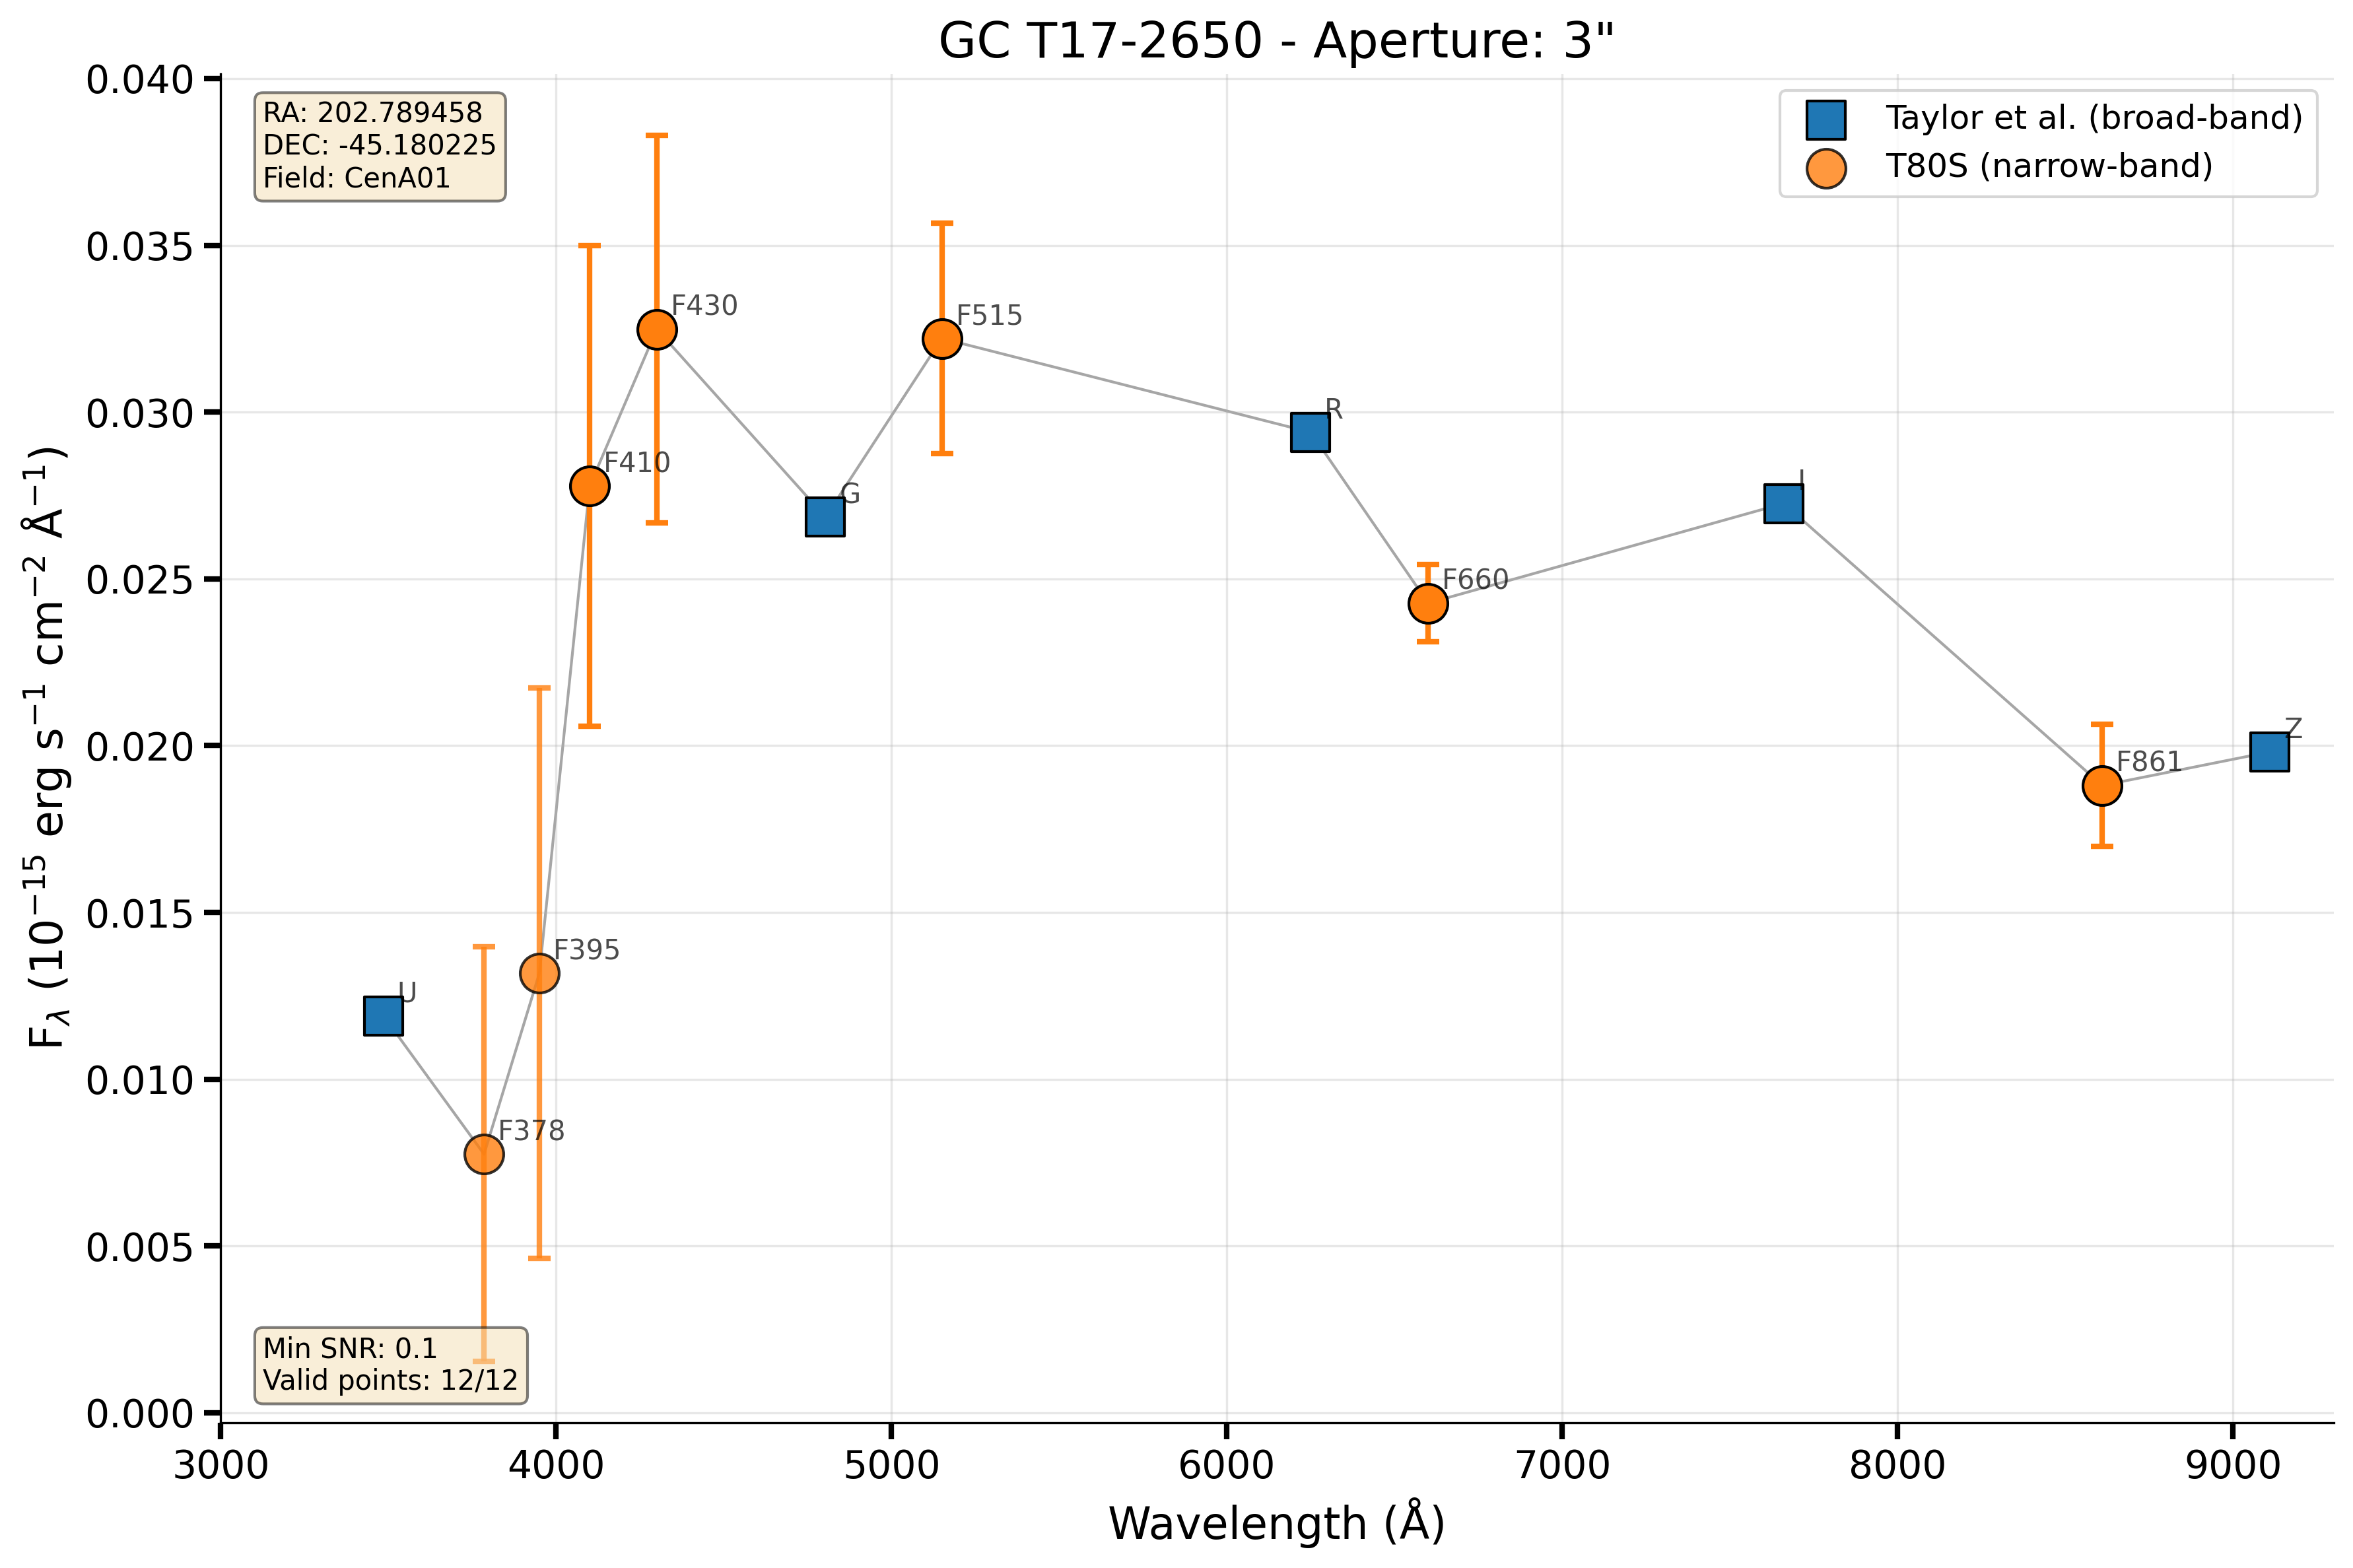 GC T17-2650 - Aperture: 3"
RA: 202.789458
DEC: -45.180225
Field: CenA01
Taylor et al. (broad-band)
T80S (narrow-band)
0.040
0.035
0.030
0.025
0.020
0.015
0.010
0.005
0.000
F$_λ$ (10⁻¹⁵ erg s⁻¹ cm⁻² Å⁻¹)
U
F378
F395
F410
F430
G
F515
R
F660
I
F861
Z
Min SNR: 0.1
Valid points: 12/12
3000
4000
5000
6000
7000
8000
9000
Wavelength (Å)